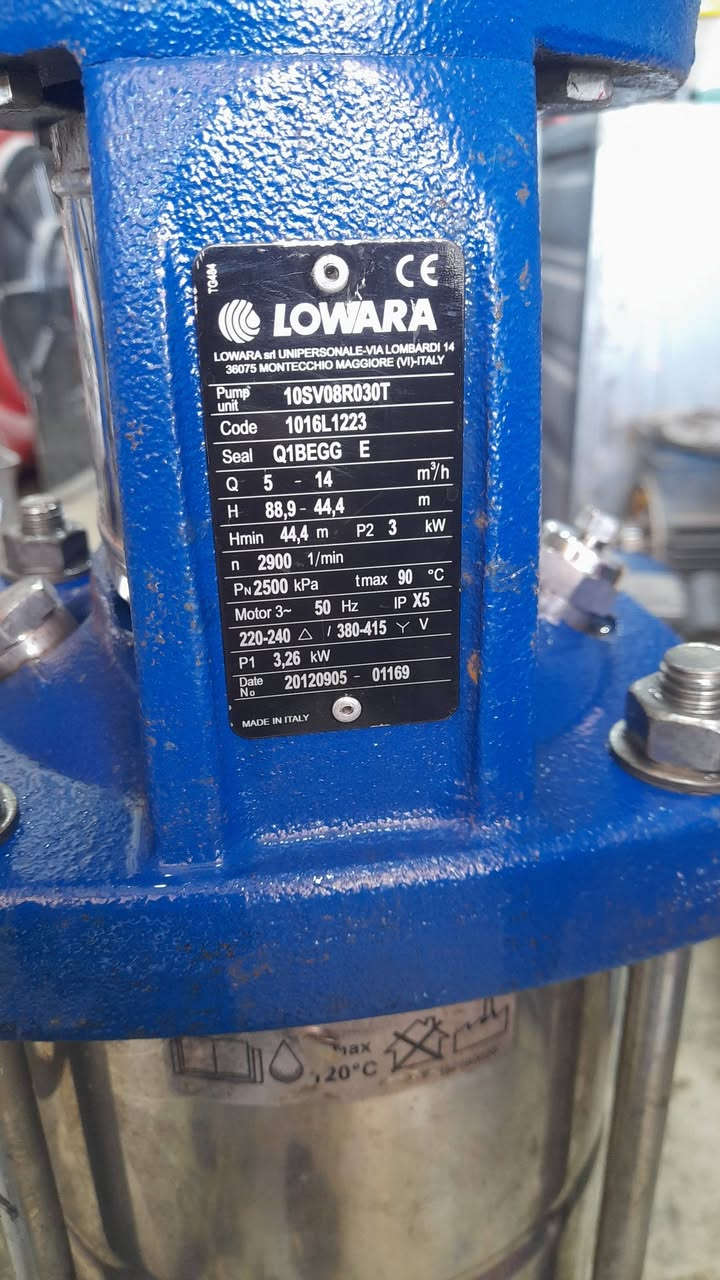 TG484
CE
LOWARA
LOWARA srl UNIPERSONALE-VIA LOMBARDI 14
36075 MONTECCHIO MAGGIORE (VI)-ITALY
Pump unit 10SV08R030T
Code 1016L1223
Seal Q1BEGG E
Q 5 - 14 m³/h
H 88,9 - 44,4 m
Hmin 44,4 m P2 3 kW
n 2900 1/min
PN 2500 kPa tmax 90 °C
Motor 3~ 50 Hz IP X5
220-240 △ / 380-415 Y V
P1 3,26 kW
Date No 20120905 - 01169
MADE IN ITALY
max
120°C